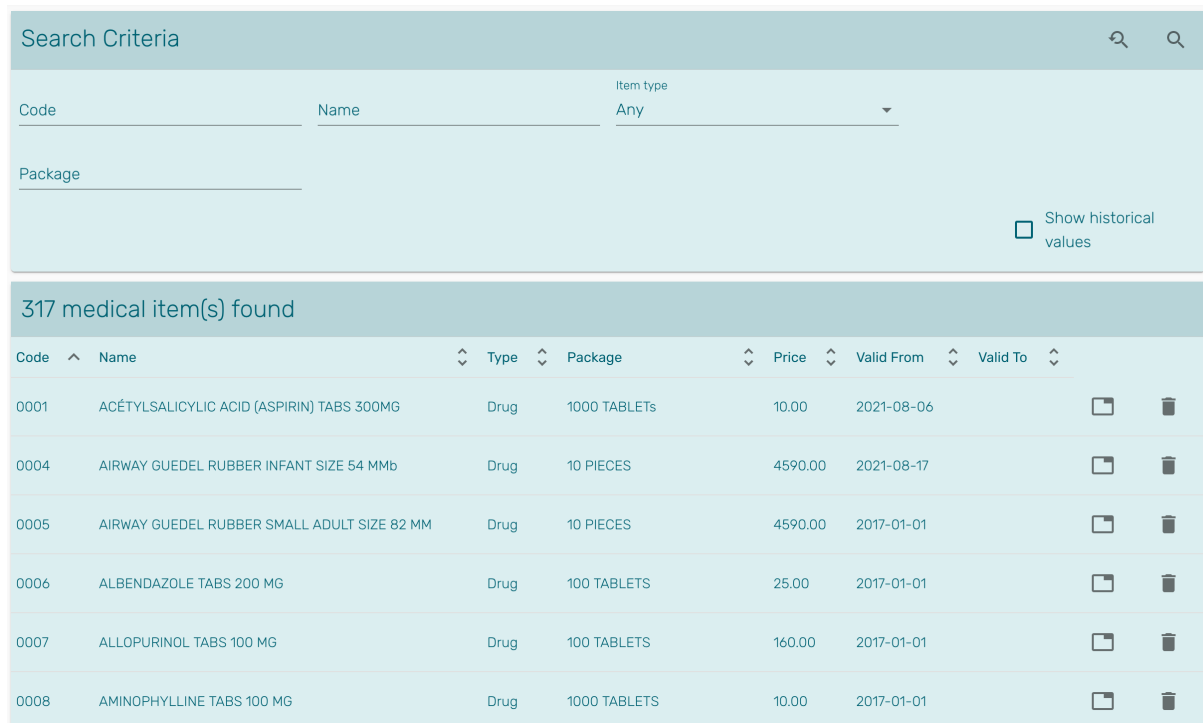 Search Criteria
Code
Name
Item type
Any
Package
Show historical
values
317 medical item(s) found
Code Name Type Package Price Valid From Valid To
0001 ACÉTYLSALICYLIC ACID (ASPIRIN) TABS 300MG Drug 1000 TABLETs 10.00 2021-08-06
0004 AIRWAY GUEDEL RUBBER INFANT SIZE 54 MMb Drug 10 PIECES 4590.00 2021-08-17
0005 AIRWAY GUEDEL RUBBER SMALL ADULT SIZE 82 MM Drug 10 PIECES 4590.00 2017-01-01
0006 ALBENDAZOLE TABS 200 MG Drug 100 TABLETS 25.00 2017-01-01
0007 ALLOPURINOL TABS 100 MG Drug 100 TABLETS 160.00 2017-01-01
0008 AMINOPHYLLINE TABS 100 MG Drug 1000 TABLETS 10.00 2017-01-01